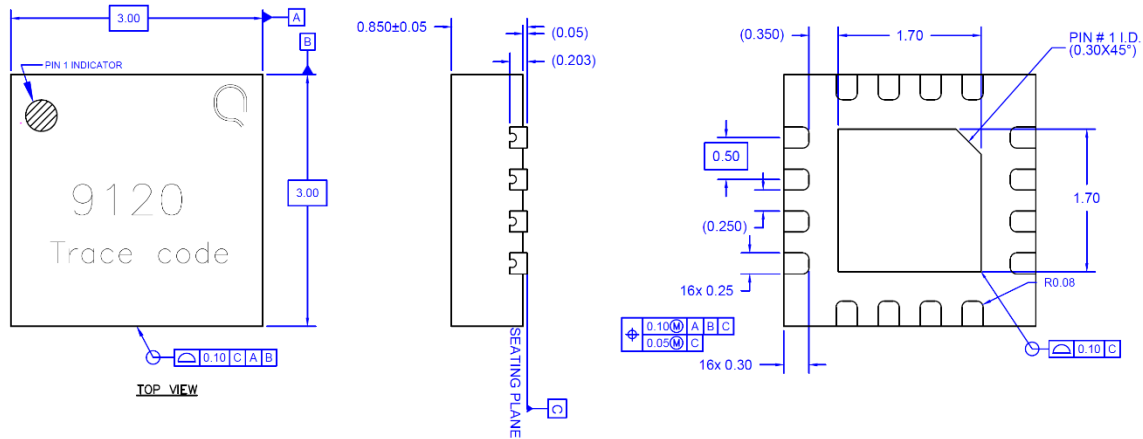 3.00
A
B
PIN 1 INDICATOR
9120
Trace code
3.00
⌓ 0.10 C A B
TOP VIEW
0.850±0.05
(0.05)
(0.203)
SEATING PLANE
C
(0.350)
1.70
PIN # 1 I.D.
(0.30X45°)
0.50
(0.250)
1.70
16x 0.25
R0.08
⌖ 0.10Ⓜ A B C
0.05Ⓜ C
16x 0.30
⌓ 0.10 C